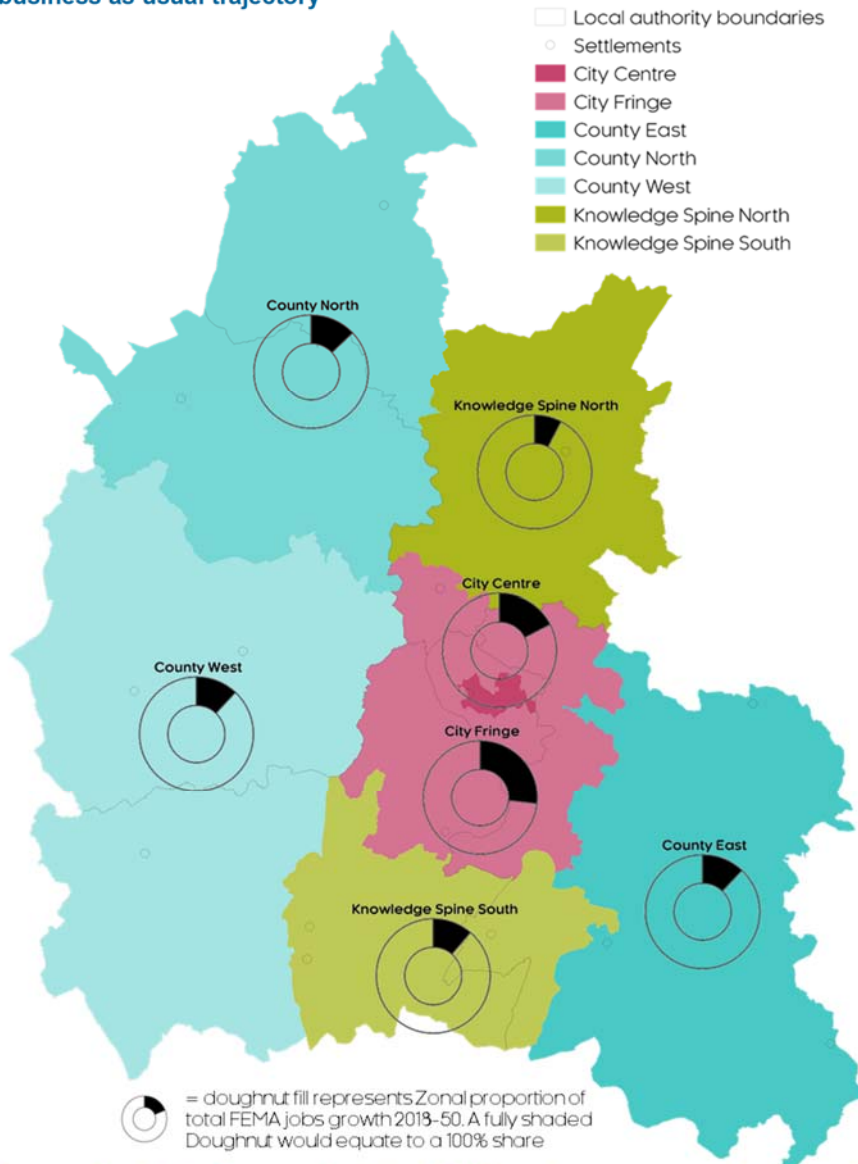 business as usual trajectory
Local authority boundaries
Settlements
City Centre
City Fringe
County East
County North
County West
Knowledge Spine North
Knowledge Spine South
County North
Knowledge Spine North
City Centre
County West
City Fringe
County East
Knowledge Spine South
= doughnut fill represents Zonal proportion of
total FEMA jobs growth 2018-50. A fully shaded
Doughnut would equate to a 100% share